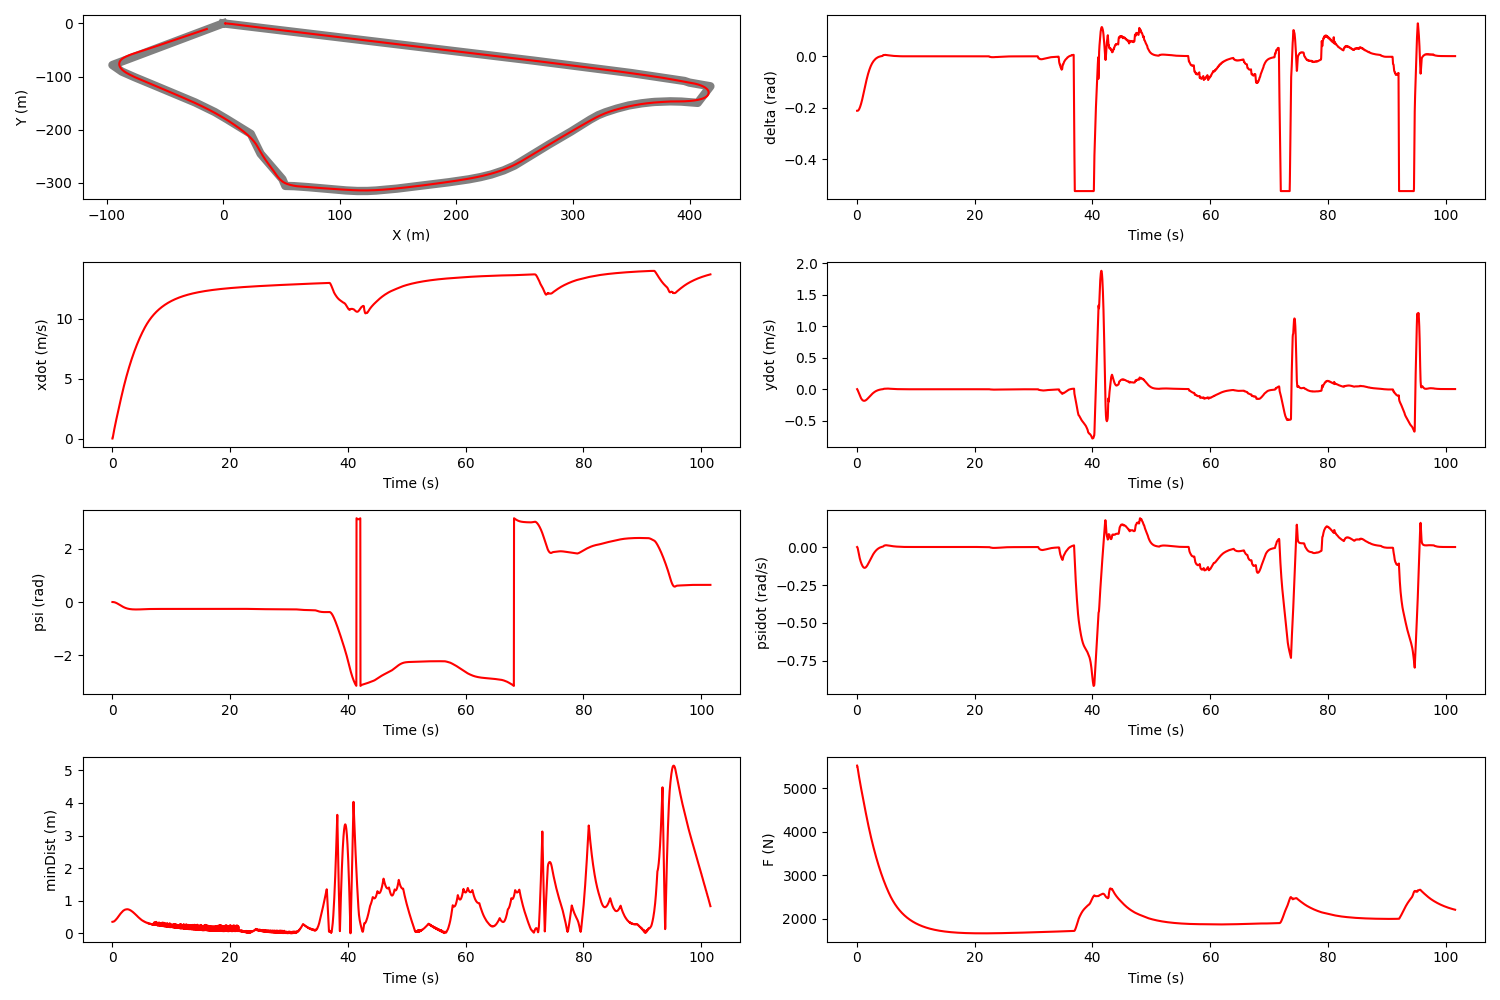 0
−100
−200
−300
Y (m)
−100 0 100 200 300 400
X (m)
0.0
−0.2
−0.4
delta (rad)
0 20 40 60 80 100
Time (s)
10
5
0
xdot (m/s)
0 20 40 60 80 100
Time (s)
2.0
1.5
1.0
0.5
0.0
−0.5
ydot (m/s)
0 20 40 60 80 100
Time (s)
2
0
−2
psi (rad)
0 20 40 60 80 100
Time (s)
0.00
−0.25
−0.50
−0.75
psidot (rad/s)
0 20 40 60 80 100
Time (s)
5
4
3
2
1
0
minDist (m)
0 20 40 60 80 100
Time (s)
5000
4000
3000
2000
F (N)
0 20 40 60 80 100
Time (s)